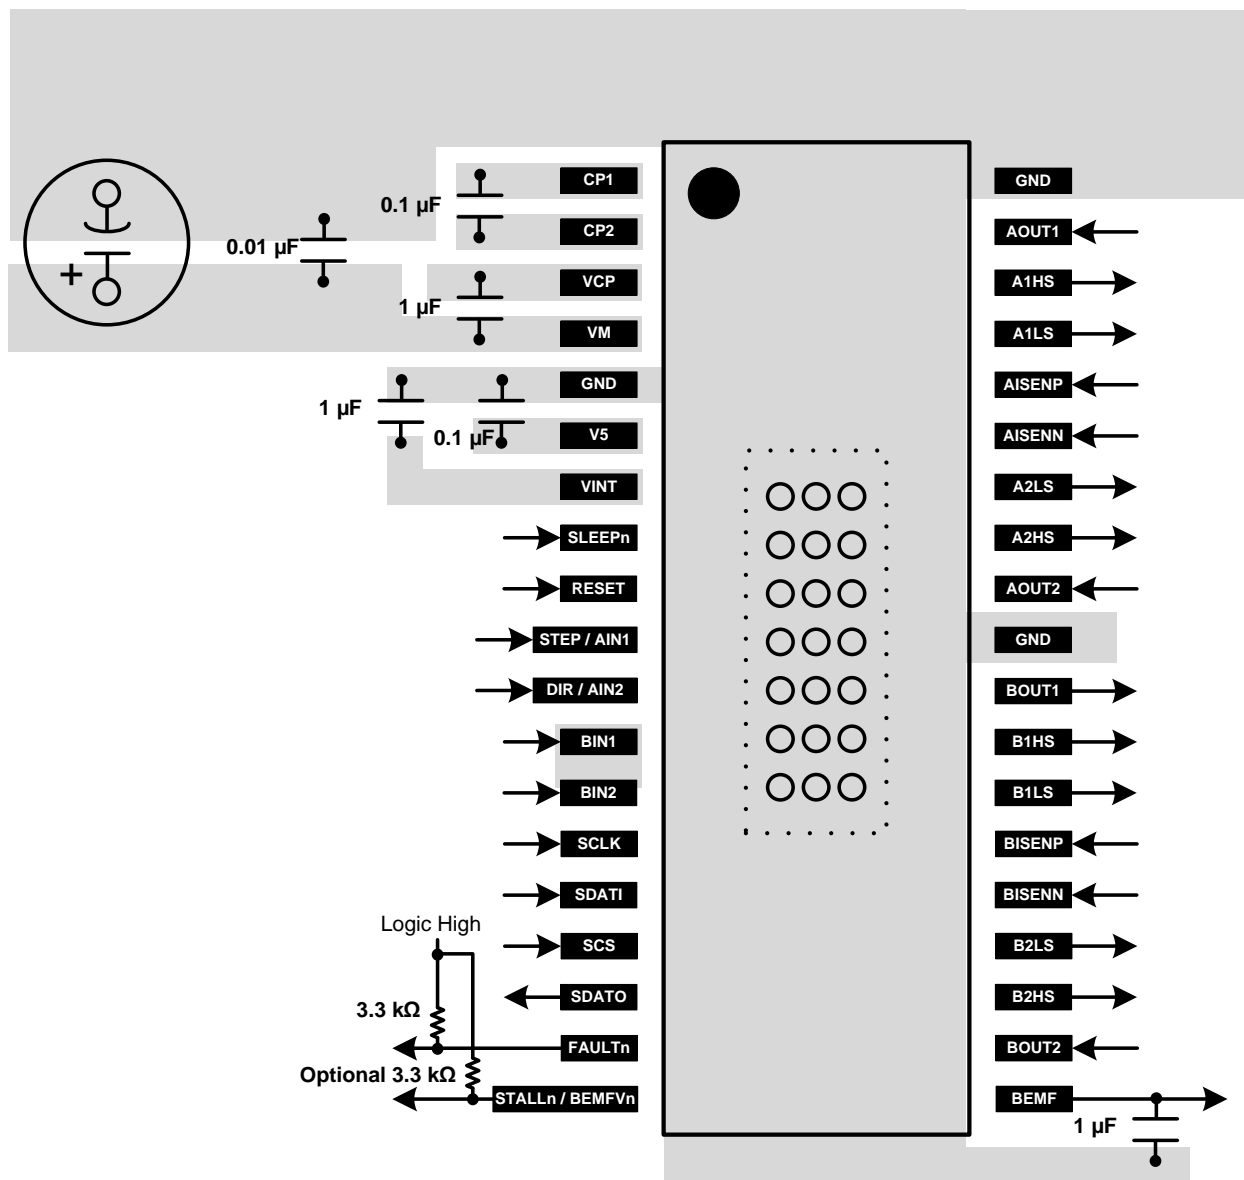 CP1
GND
0.1 µF
CP2
AOUT1
0.01 µF
+
VCP
A1HS
1 µF
VM
A1LS
GND
AISENP
1 µF
0.1 µF
V5
AISENN
VINT
A2LS
SLEEPn
A2HS
RESET
AOUT2
STEP / AIN1
GND
DIR / AIN2
BOUT1
BIN1
B1HS
BIN2
B1LS
SCLK
BISENP
SDATI
BISENN
Logic High
SCS
B2LS
SDATO
B2HS
3.3 kΩ
FAULTn
BOUT2
Optional 3.3 kΩ
STALLn / BEMFVn
BEMF
1 µF